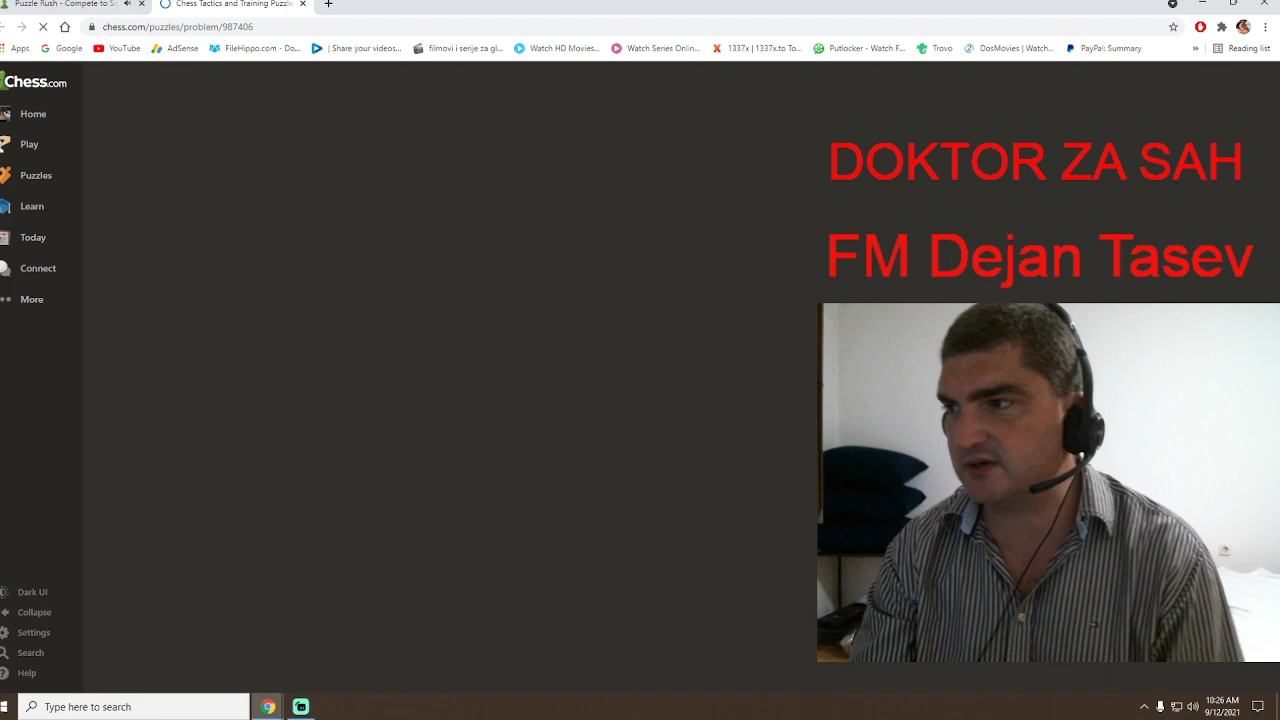 Puzzle Rush - Compete to So
Chess Tactics and Training Puzzle
chess.com/puzzles/problem/987406
Apps
Google
YouTube
AdSense
FileHippo.com - Do...
| Share your videos...
filmovi i serije za gl...
Watch HD Movies...
Watch Series Onlin...
1337x | 1337x.to To...
Putlocker - Watch F...
Trovo
DosMovies | Watch...
PayPal: Summary
»
Reading list
Chess.com
Home
Play
Puzzles
Learn
Today
Connect
More
DOKTOR ZA SAH
FM Dejan Tasev
Dark UI
Collapse
Settings
Search
Help
Type here to search
10:26 AM
9/12/2021